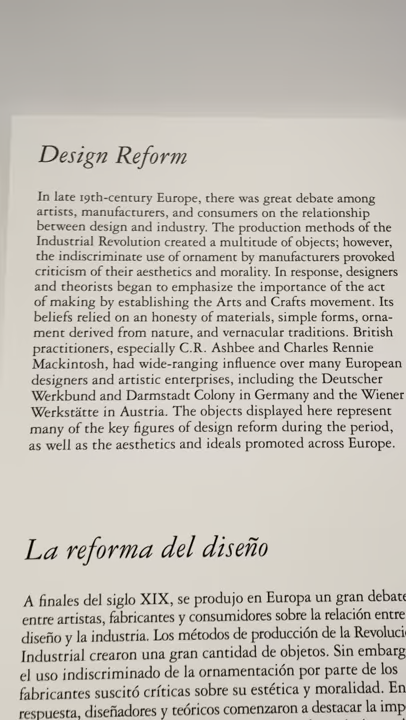 Design Reform
In late 19th-century Europe, there was great debate among
artists, manufacturers, and consumers on the relationship
between design and industry. The production methods of the
Industrial Revolution created a multitude of objects; however,
the indiscriminate use of ornament by manufacturers provoked
criticism of their aesthetics and morality. In response, designers
and theorists began to emphasize the importance of the act
of making by establishing the Arts and Crafts movement. Its
beliefs relied on an honesty of materials, simple forms, orna-
ment derived from nature, and vernacular traditions. British
practitioners, especially C.R. Ashbee and Charles Rennie
Mackintosh, had wide-ranging influence over many European
designers and artistic enterprises, including the Deutscher
Werkbund and Darmstadt Colony in Germany and the Wiener
Werkstätte in Austria. The objects displayed here represent
many of the key figures of design reform during the period,
as well as the aesthetics and ideals promoted across Europe.
La reforma del diseño
A finales del siglo XIX, se produjo en Europa un gran debate
entre artistas, fabricantes y consumidores sobre la relación entre
diseño y la industria. Los métodos de producción de la
Industrial crearon una gran cantidad de objetos. Sin
el uso indiscriminado de la ornamentación por parte de los
fabricantes suscitó críticas sobre su estética y moralidad. En
respuesta, diseñadores y teóricos comenzaron a destacar la